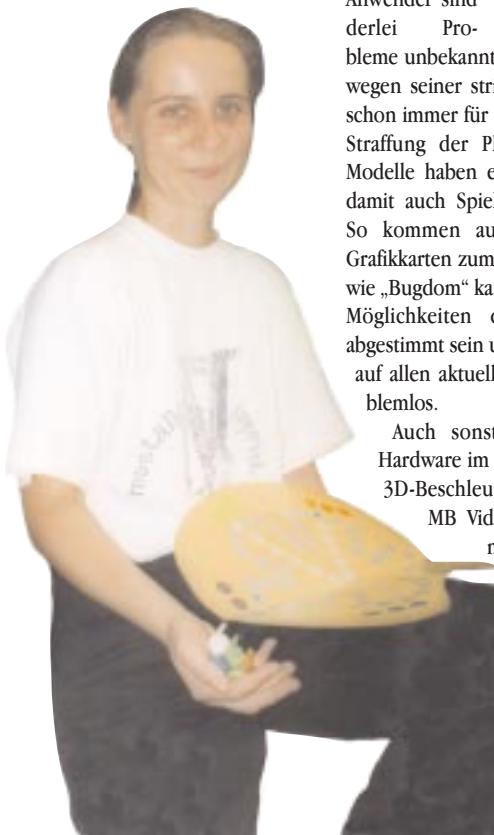 Anwender sind
derlei Pro-
bleme unbekannt
wegen seiner stri
schon immer für
Straffung der Pl
Modelle haben e
damit auch Spiel
So kommen au
Grafikkarten zum
wie „Bugdom“ ka
Möglichkeiten d
abgestimmt sein u
auf allen aktuell
blemlos.
Auch sonst
Hardware im
3D-Beschleu
MB Vid
n